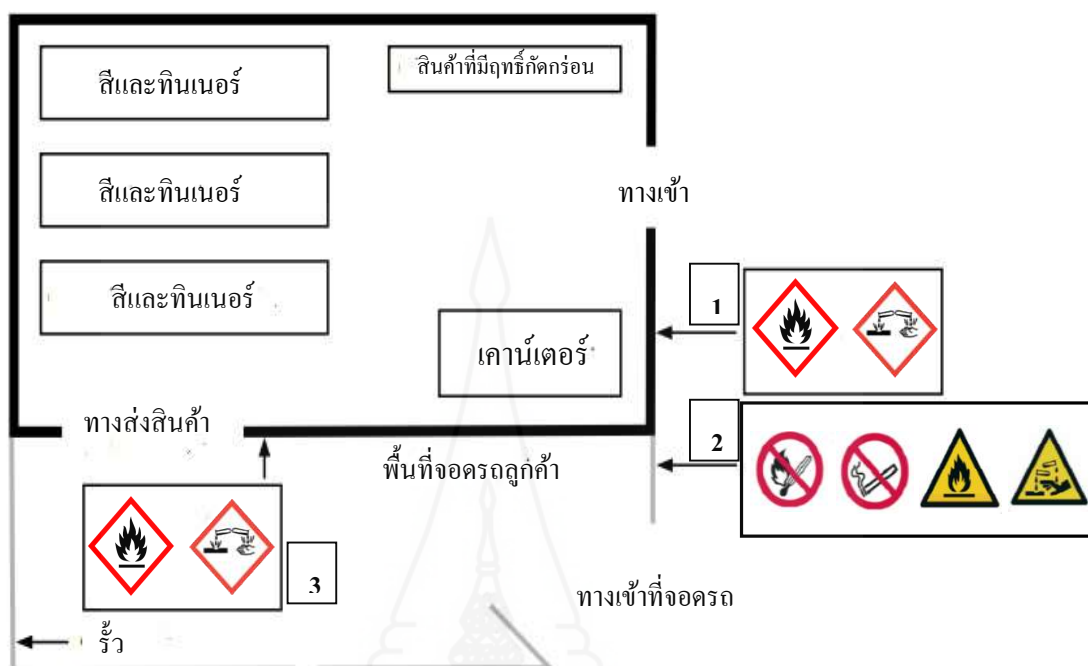 สีและทินเนอร์
สินค้าที่มีฤทธิ์กัดกร่อน
สีและทินเนอร์
ทางเข้า
สีและทินเนอร์
1
เคาน์เตอร์
ทางส่งสินค้า
2
พื้นที่จอดรถลูกค้า
3
ทางเข้าที่จอดรถ
รั้ว